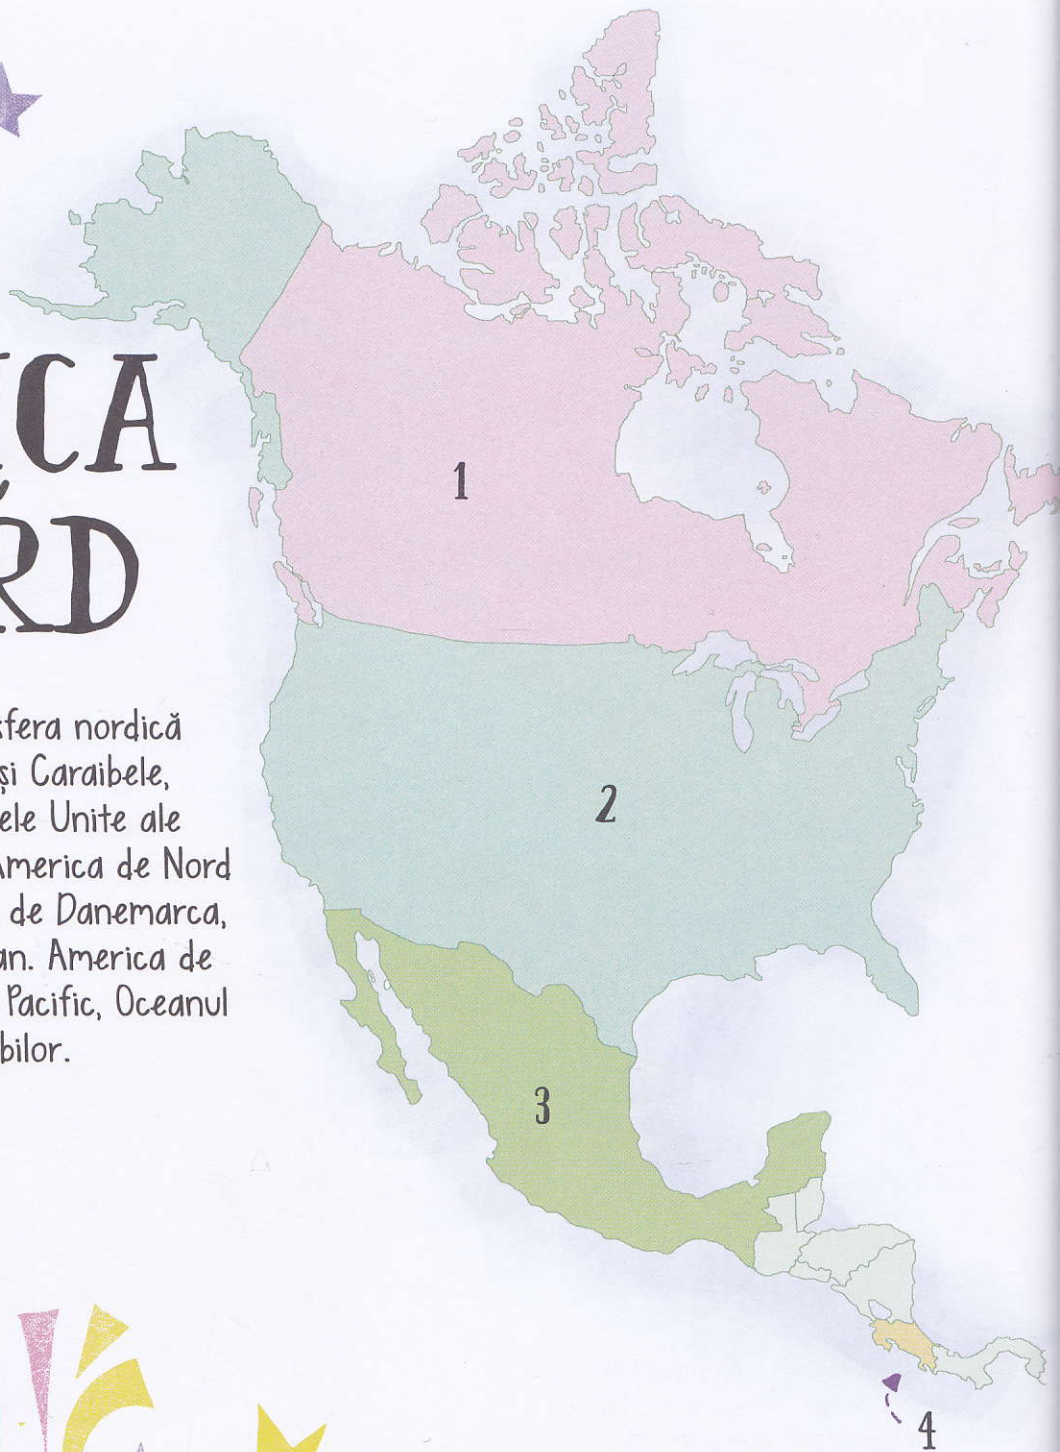 ICA
RD
sfera nordică
și Caraibele,
ele Unite ale
America de Nord
de Danemarca,
an. America de
Pacific, Oceanul
bilor.
1
2
3
4